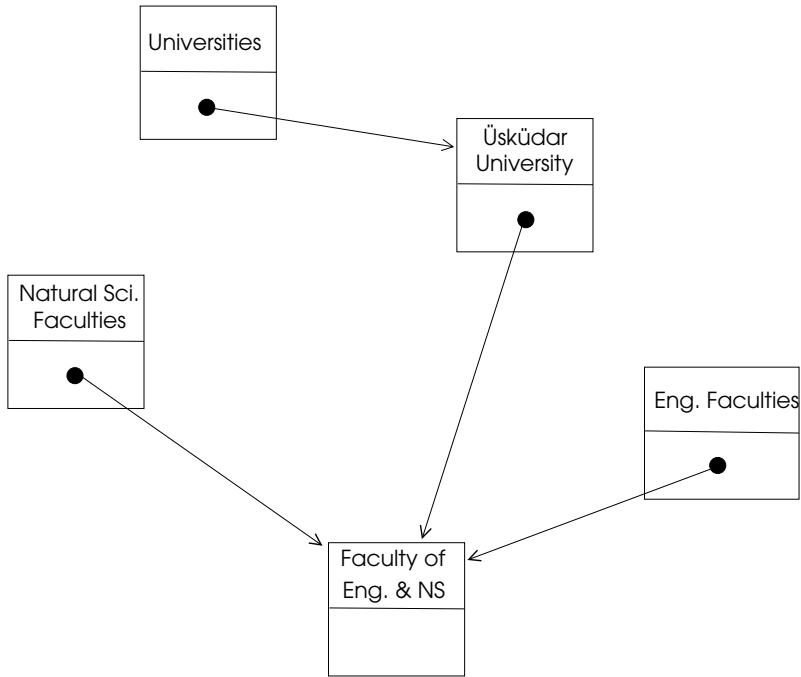 Universities
Üsküdar
University
Natural Sci.
Faculties
Eng. Faculties
Faculty of
Eng. & NS